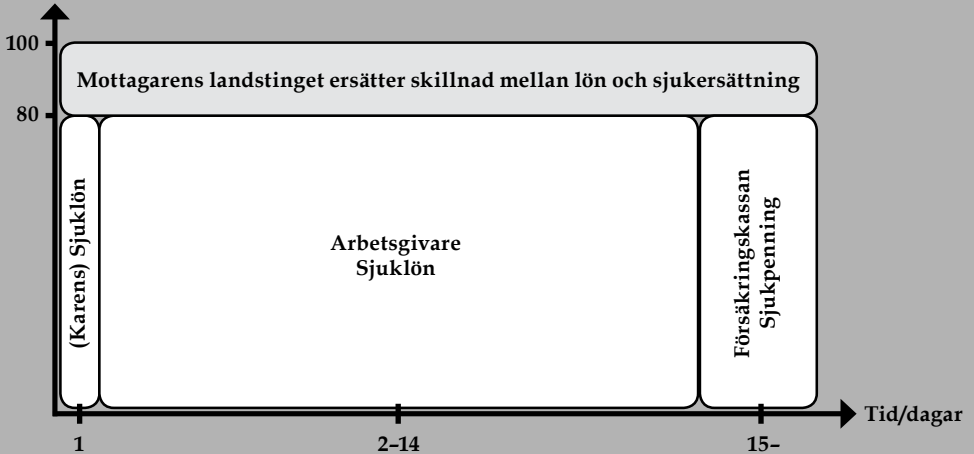 100
Mottagarens landstinget ersätter skillnad mellan lön och sjukersättning
80
(Karens) Sjuklön
Arbetsgivare
Sjuklön
Försäkringskassan
Sjukpenning
Tid/dagar
1
2–14
15–